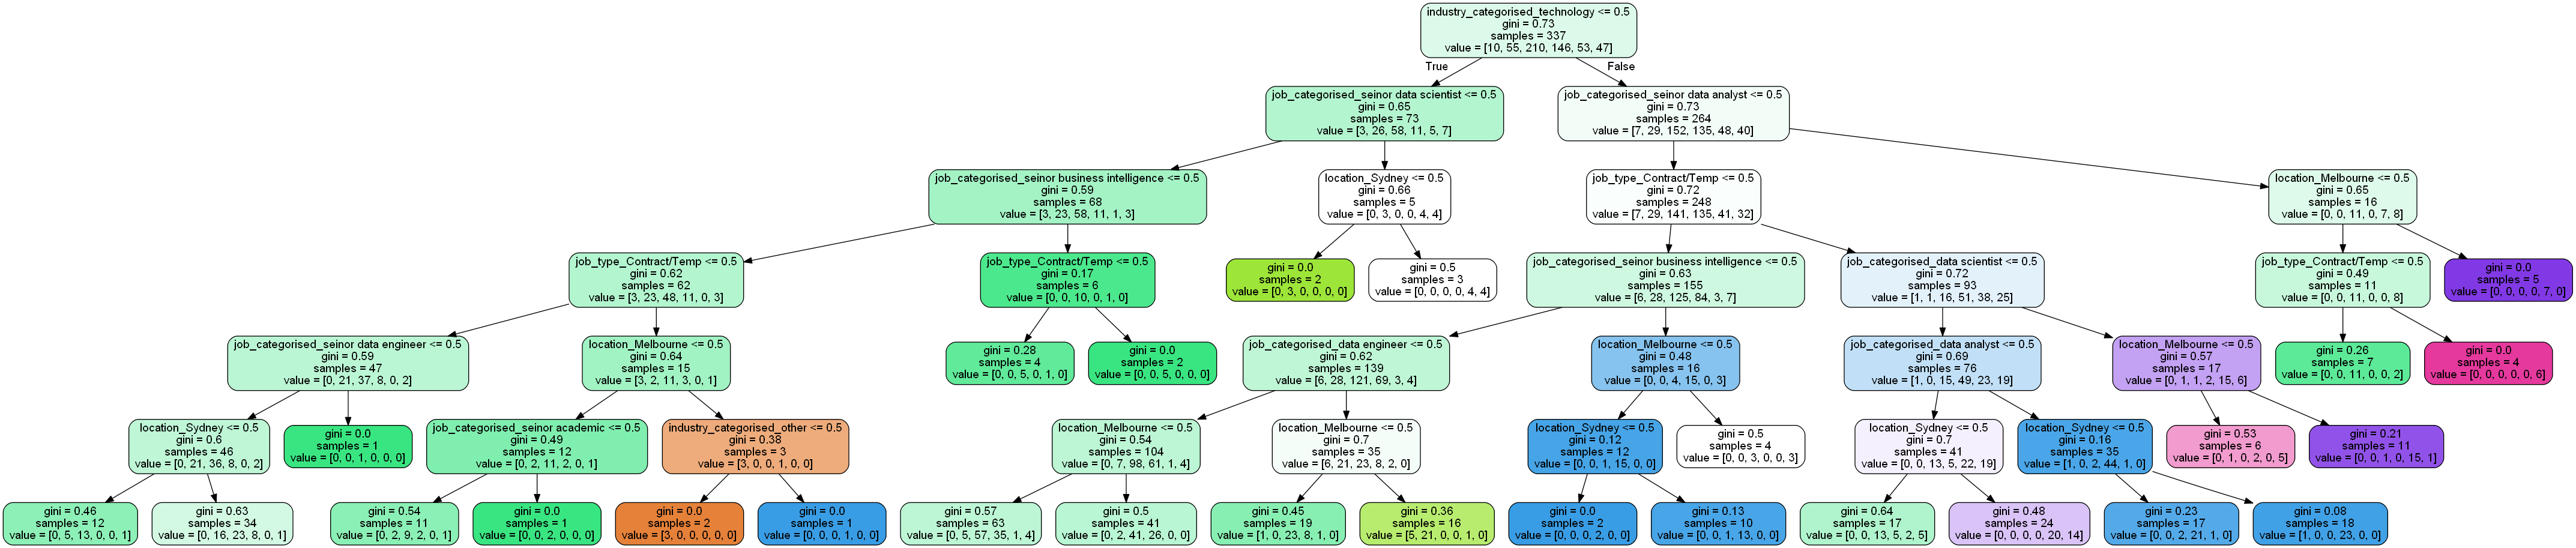 industry_categorised_technology <= 0.5
gini = 0.73
samples = 337
value = [10, 55, 210, 146, 53, 47]
True
False
job_categorised_seinor data scientist <= 0.5
gini = 0.65
samples = 73
value = [3, 26, 58, 11, 5, 7]
job_categorised_seinor data analyst <= 0.5
gini = 0.73
samples = 264
value = [7, 29, 152, 135, 48, 40]
job_categorised_seinor business intelligence <= 0.5
gini = 0.59
samples = 68
value = [3, 23, 58, 11, 1, 3]
location_Sydney <= 0.5
gini = 0.66
samples = 5
value = [0, 3, 0, 0, 4, 4]
job_type_Contract/Temp <= 0.5
gini = 0.72
samples = 248
value = [7, 29, 141, 135, 41, 32]
location_Melbourne <= 0.5
gini = 0.65
samples = 16
value = [0, 0, 11, 0, 7, 8]
job_type_Contract/Temp <= 0.5
gini = 0.62
samples = 62
value = [3, 23, 48, 11, 0, 3]
job_type_Contract/Temp <= 0.5
gini = 0.17
samples = 6
value = [0, 0, 10, 0, 1, 0]
gini = 0.0
samples = 2
value = [0, 3, 0, 0, 0, 0]
gini = 0.5
samples = 3
value = [0, 0, 0, 0, 4, 4]
job_categorised_seinor business intelligence <= 0.5
gini = 0.63
samples = 155
value = [6, 28, 125, 84, 3, 7]
job_categorised_data scientist <= 0.5
gini = 0.72
samples = 93
value = [1, 1, 16, 51, 38, 25]
job_type_Contract/Temp <= 0.5
gini = 0.49
samples = 11
value = [0, 0, 11, 0, 0, 8]
gini = 0.0
samples = 5
value = [0, 0, 0, 0, 7, 0]
job_categorised_seinor data engineer <= 0.5
gini = 0.59
samples = 47
value = [0, 21, 37, 8, 0, 2]
location_Melbourne <= 0.5
gini = 0.64
samples = 15
value = [3, 2, 11, 3, 0, 1]
gini = 0.28
samples = 4
value = [0, 0, 5, 0, 1, 0]
gini = 0.0
samples = 2
value = [0, 0, 5, 0, 0, 0]
job_categorised_data engineer <= 0.5
gini = 0.62
samples = 139
value = [6, 28, 121, 69, 3, 4]
location_Melbourne <= 0.5
gini = 0.48
samples = 16
value = [0, 0, 4, 15, 0, 3]
job_categorised_data analyst <= 0.5
gini = 0.69
samples = 76
value = [1, 0, 15, 49, 23, 19]
location_Melbourne <= 0.5
gini = 0.57
samples = 17
value = [0, 1, 1, 2, 15, 6]
gini = 0.26
samples = 7
value = [0, 0, 11, 0, 0, 2]
gini = 0.0
samples = 4
value = [0, 0, 0, 0, 0, 6]
location_Sydney <= 0.5
gini = 0.6
samples = 46
value = [0, 21, 36, 8, 0, 2]
gini = 0.0
samples = 1
value = [0, 0, 1, 0, 0, 0]
job_categorised_seinor academic <= 0.5
gini = 0.49
samples = 12
value = [0, 2, 11, 2, 0, 1]
industry_categorised_other <= 0.5
gini = 0.38
samples = 3
value = [3, 0, 0, 1, 0, 0]
location_Melbourne <= 0.5
gini = 0.54
samples = 104
value = [0, 7, 98, 61, 1, 4]
location_Melbourne <= 0.5
gini = 0.7
samples = 35
value = [6, 21, 23, 8, 2, 0]
location_Sydney <= 0.5
gini = 0.12
samples = 12
value = [0, 0, 1, 15, 0, 0]
gini = 0.5
samples = 4
value = [0, 0, 3, 0, 0, 3]
location_Sydney <= 0.5
gini = 0.7
samples = 41
value = [0, 0, 13, 5, 22, 19]
location_Sydney <= 0.5
gini = 0.16
samples = 35
value = [1, 0, 2, 44, 1, 0]
gini = 0.53
samples = 6
value = [0, 1, 0, 2, 0, 5]
gini = 0.21
samples = 11
value = [0, 0, 1, 0, 15, 1]
gini = 0.46
samples = 12
value = [0, 5, 13, 0, 0, 1]
gini = 0.63
samples = 34
value = [0, 16, 23, 8, 0, 1]
gini = 0.54
samples = 11
value = [0, 2, 9, 2, 0, 1]
gini = 0.0
samples = 1
value = [0, 0, 2, 0, 0, 0]
gini = 0.0
samples = 2
value = [3, 0, 0, 0, 0, 0]
gini = 0.0
samples = 1
value = [0, 0, 0, 1, 0, 0]
gini = 0.57
samples = 63
value = [0, 5, 57, 35, 1, 4]
gini = 0.5
samples = 41
value = [0, 2, 41, 26, 0, 0]
gini = 0.45
samples = 19
value = [1, 0, 23, 8, 1, 0]
gini = 0.36
samples = 16
value = [5, 21, 0, 0, 1, 0]
gini = 0.0
samples = 2
value = [0, 0, 0, 2, 0, 0]
gini = 0.13
samples = 10
value = [0, 0, 1, 13, 0, 0]
gini = 0.64
samples = 17
value = [0, 0, 13, 5, 2, 5]
gini = 0.48
samples = 24
value = [0, 0, 0, 0, 20, 14]
gini = 0.23
samples = 17
value = [0, 0, 2, 21, 1, 0]
gini = 0.08
samples = 18
value = [1, 0, 0, 23, 0, 0]